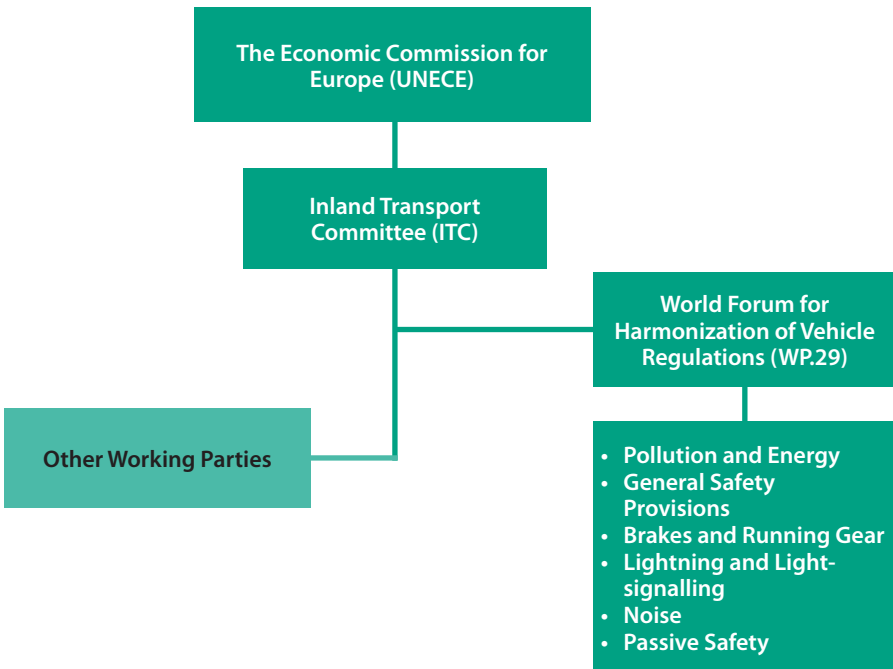 The Economic Commission for
Europe (UNECE)
Inland Transport
Committee (ITC)
World Forum for
Harmonization of Vehicle
Regulations (WP.29)
Other Working Parties
• Pollution and Energy
• General Safety
Provisions
• Brakes and Running Gear
• Lightning and Light-
signalling
• Noise
• Passive Safety